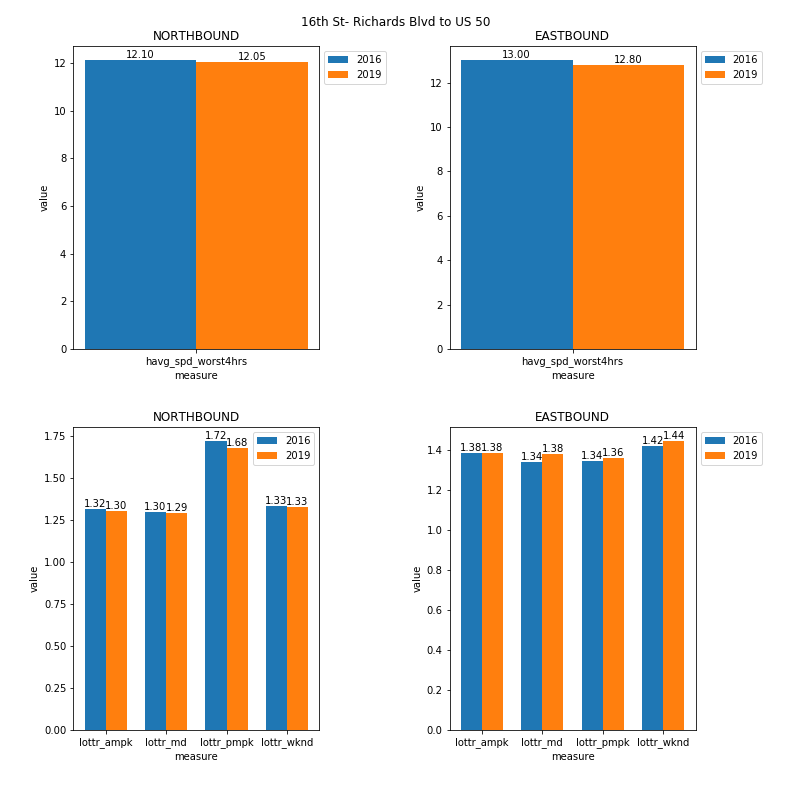 16th St- Richards Blvd to US 50
NORTHBOUND
12.10
12.05
2016
2019
12
10
8
6
4
2
0
value
havg_spd_worst4hrs
measure
EASTBOUND
13.00
12.80
2016
2019
12
10
8
6
4
2
0
value
havg_spd_worst4hrs
measure
NORTHBOUND
1.75
1.50
1.25
1.00
0.75
0.50
0.25
0.00
value
1.32
1.30
1.30
1.29
1.72
1.68
1.33
1.33
2016
2019
lottr_ampk
lottr_md
lottr_pmpk
lottr_wknd
measure
EASTBOUND
1.4
1.2
1.0
0.8
0.6
0.4
0.2
0.0
value
1.38
1.38
1.34
1.38
1.34
1.36
1.42
1.44
2016
2019
lottr_ampk
lottr_md
lottr_pmpk
lottr_wknd
measure